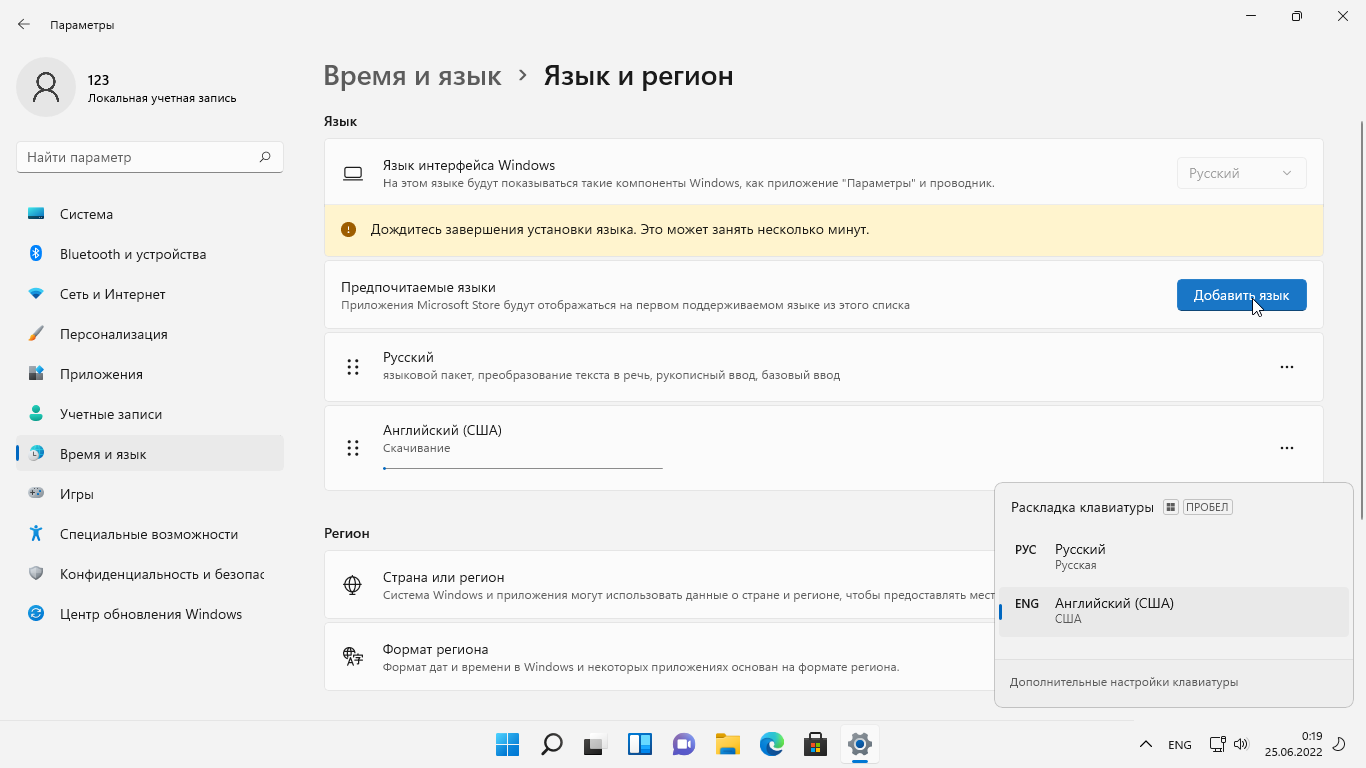 Параметры
123
Локальная учетная запись
Найти параметр
Система
Bluetooth и устройства
Сеть и Интернет
Персонализация
Приложения
Учетные записи
Время и язык
Игры
Специальные возможности
Конфиденциальность и безопас
Центр обновления Windows
Время и язык › Язык и регион
Язык
Язык интерфейса Windows
На этом языке будут показываться такие компоненты Windows, как приложение "Параметры" и проводник.
Русский
Дождитесь завершения установки языка. Это может занять несколько минут.
Предпочитаемые языки
Приложения Microsoft Store будут отображаться на первом поддерживаемом языке из этого списка
Добавить язык
Русский
языковой пакет, преобразование текста в речь, рукописный ввод, базовый ввод
Английский (США)
Скачивание
Регион
Страна или регион
Система Windows и приложения могут использовать данные о стране и регионе, чтобы предоставлять мест
Формат региона
Формат дат и времени в Windows и некоторых приложениях основан на формате региона.
Раскладка клавиатуры ПРОБЕЛ
РУС Русский
Русская
ENG Английский (США)
США
Дополнительные настройки клавиатуры
ENG
0:19
25.06.2022